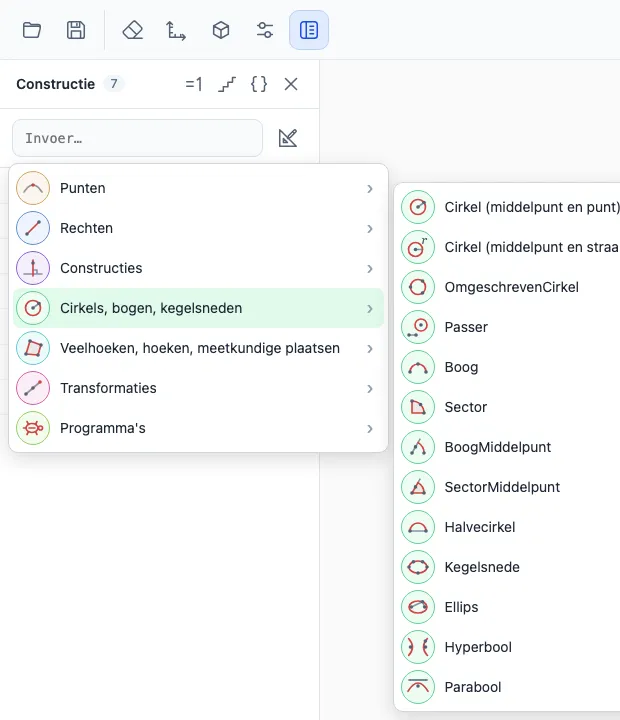 Constructie 7
=1 { }
Invoer…
Punten
Rechten
Constructies
Cirkels, bogen, kegelsneden
Veelhoeken, hoeken, meetkundige plaatsen
Transformaties
Programma's
Cirkel (middelpunt en punt)
r
Cirkel (middelpunt en straa
OmgeschrevenCirkel
Passer
Boog
Sector
BoogMiddelpunt
SectorMiddelpunt
Halvecirkel
Kegelsnede
Ellips
Hyperbool
Parabool